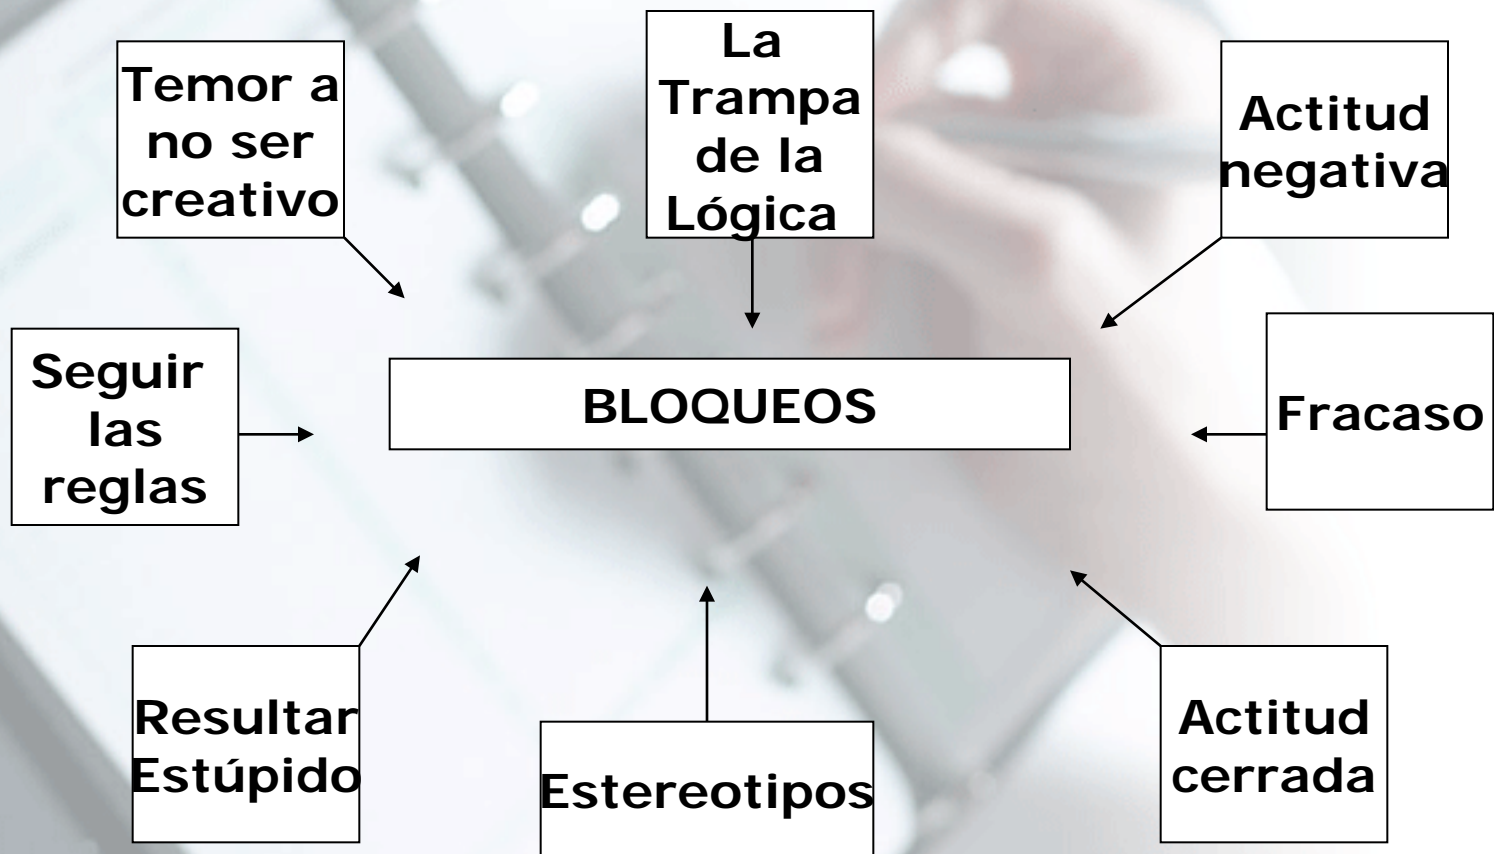 Temor a
no ser
creativo
La
Trampa
de la
Lógica
Actitud
negativa
Seguir
las
reglas
BLOQUEOS
Fracaso
Resultar
Estúpido
Estereotipos
Actitud
cerrada